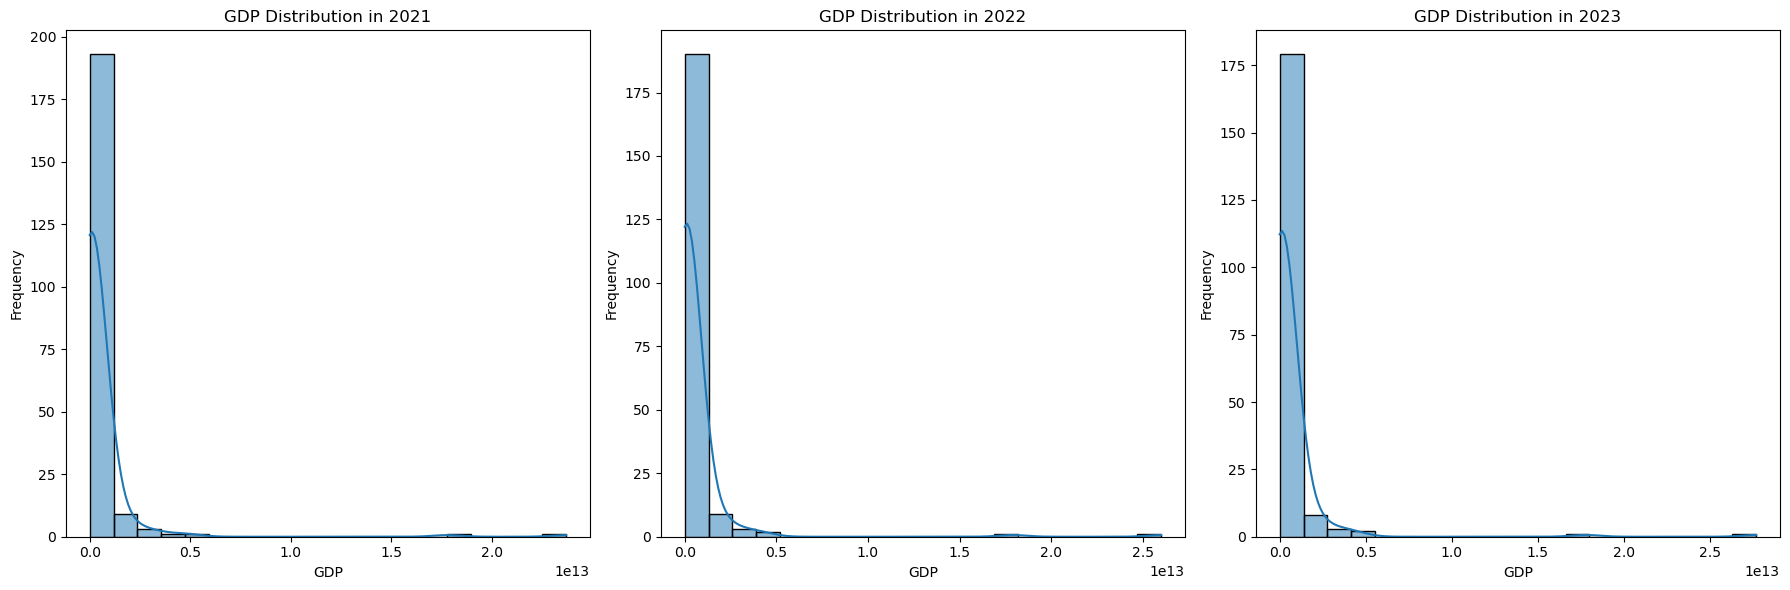 GDP Distribution in 2021
200
175
150
125
100
75
50
25
0
Frequency
0.0 0.5 1.0 1.5 2.0
1e13
GDP
GDP Distribution in 2022
175
150
125
100
75
50
25
0
Frequency
0.0 0.5 1.0 1.5 2.0 2.5
1e13
GDP
GDP Distribution in 2023
175
150
125
100
75
50
25
0
Frequency
0.0 0.5 1.0 1.5 2.0 2.5
1e13
GDP